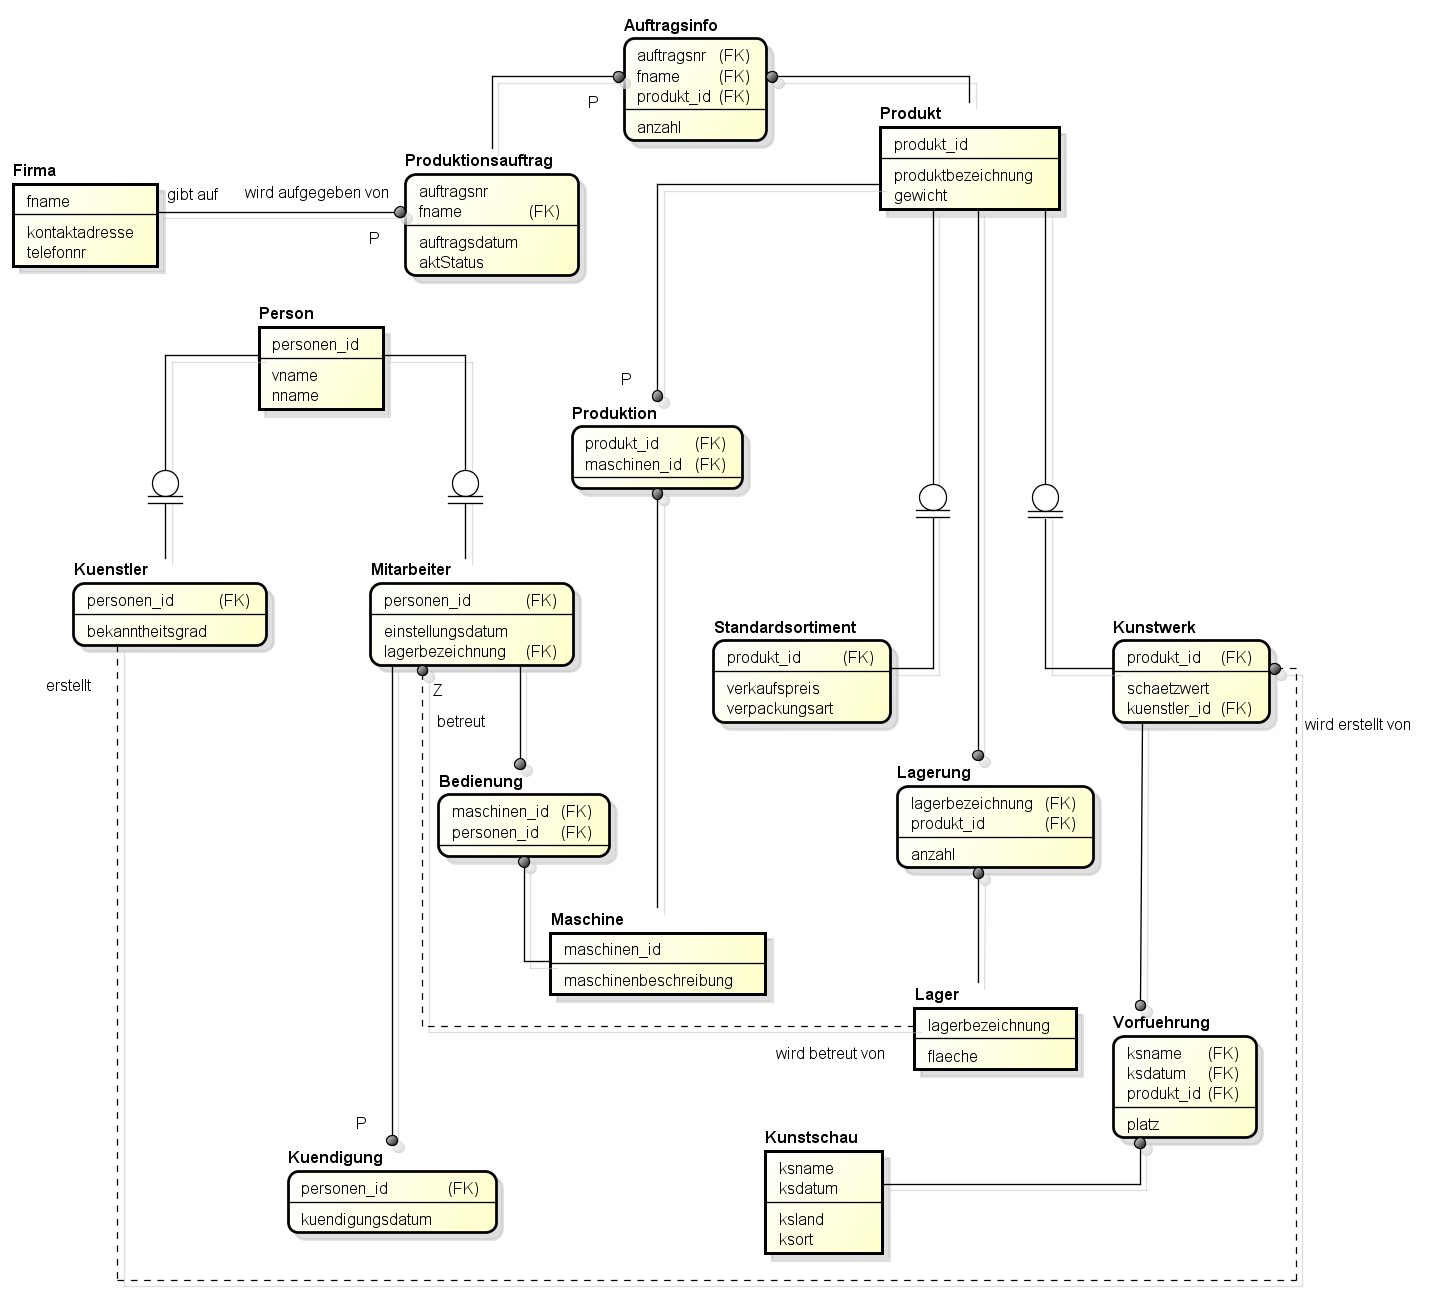 Auftragsinfo
auftragsnr (FK)
fname (FK)
produkt_id (FK)
anzahl
P
Produkt
produkt_id
produktbezeichnung
gewicht
Firma
fname
kontaktadresse
telefonnr
gibt auf
wird aufgegeben von
P
Produktionsauftrag
auftragsnr
fname (FK)
auftragsdatum
aktStatus
Person
personen_id
vname
nname
P
Produktion
produkt_id (FK)
maschinen_id (FK)
Kuenstler
personen_id (FK)
bekanntheitsgrad
erstellt
Mitarbeiter
personen_id (FK)
einstellungsdatum
lagerbezeichnung (FK)
Z
betreut
Standardsortiment
produkt_id (FK)
verkaufspreis
verpackungsart
Kunstwerk
produkt_id (FK)
schaetzwert
kuenstler_id (FK)
wird erstellt von
Bedienung
maschinen_id (FK)
personen_id (FK)
Lagerung
lagerbezeichnung (FK)
produkt_id (FK)
anzahl
Maschine
maschinen_id
maschinenbeschreibung
Lager
lagerbezeichnung
flaeche
wird betreut von
Vorfuehrung
ksname (FK)
ksdatum (FK)
produkt_id (FK)
platz
P
Kuendigung
personen_id (FK)
kuendigungsdatum
Kunstschau
ksname
ksdatum
ksland
ksort